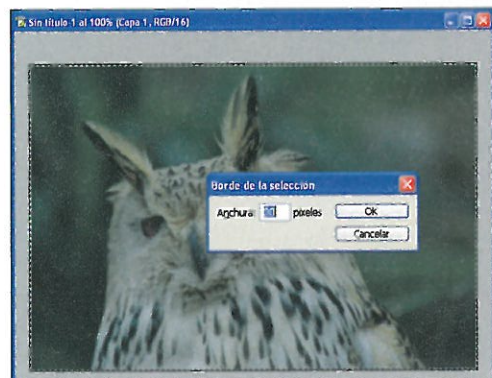 Sin título-1 al 100% (Capa 1, RGB/16)
Borde de la selección
Anchura: píxeles OK
Cancelar